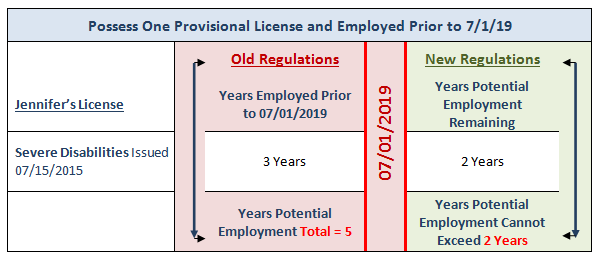 Possess One Provisional License and Employed Prior to 7/1/19
Old Regulations
New Regulations
Jennifer's License
Years Employed Prior
to 07/01/2019
07/01/2019
Years Potential
Employment
Remaining
Severe Disabilities Issued
07/15/2015
3 Years
2 Years
Years Potential
Employment Total = 5
Years Potential
Employment Cannot
Exceed 2 Years